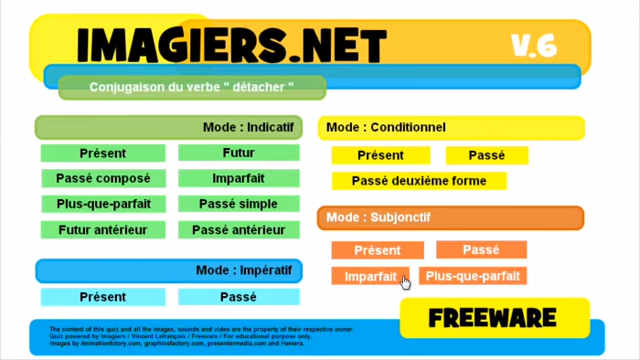 IMAGIERS.NET
V.6
Conjugaison du verbe " détacher "
Mode : Indicatif
Présent
Futur
Passé composé
Imparfait
Plus-que-parfait
Passé simple
Futur antérieur
Passé antérieur
Mode : Impératif
Présent
Passé
Mode : Conditionnel
Présent
Passé
Passé deuxième forme
Mode : Subjonctif
Présent
Passé
Imparfait
Plus-que-parfait
FREEWARE
The content of this quiz and all the images, sounds and video are the property of their respective owner.
Quiz powered by Imagiers / Vincent Lefrançois / Freeware / For educational purpose only.
Images by Animationfctory.com, graphicsfactory.com, presentermedia.com and Hemera.